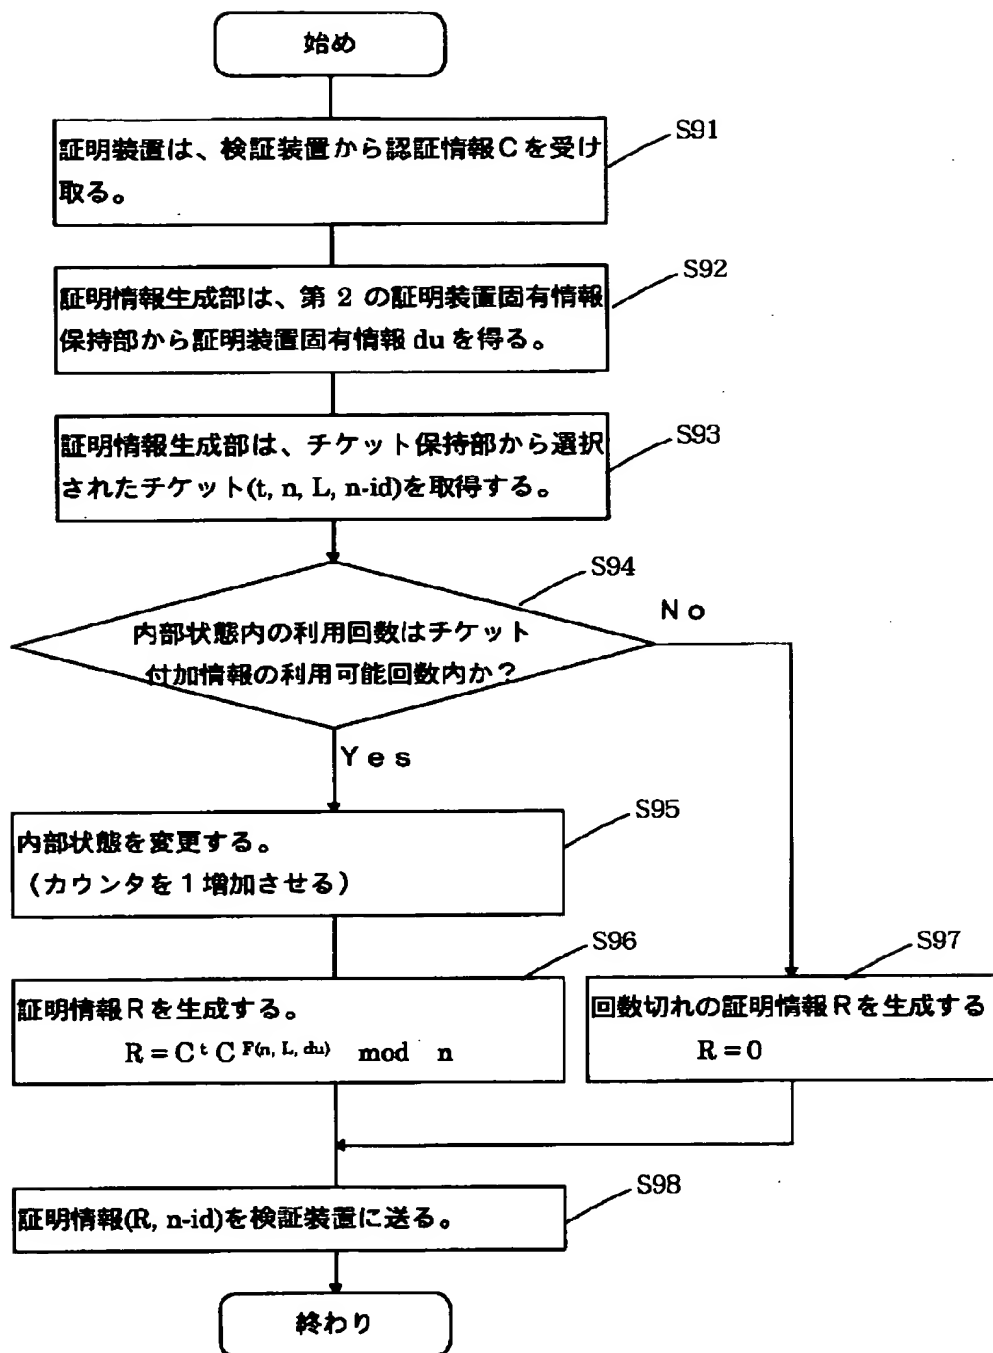 始め
S91
証明装置は、検証装置から認証情報Cを受け
取る。
S92
証明情報生成部は、第2の証明装置固有情報
保持部から証明装置固有情報 du を得る。
S93
証明情報生成部は、チケット保持部から選択
されたチケット(t, n, L, n-id)を取得する。
S94
No
内部状態内の利用回数はチケット
付加情報の利用可能回数内か?
Yes
S95
内部状態を変更する。
(カウンタを1増加させる)
S96
証明情報Rを生成する。
R=C^t C^F(n, L, du) mod n
S97
回数切れの証明情報Rを生成する
R=0
S98
証明情報(R, n-id)を検証装置に送る。
終わり